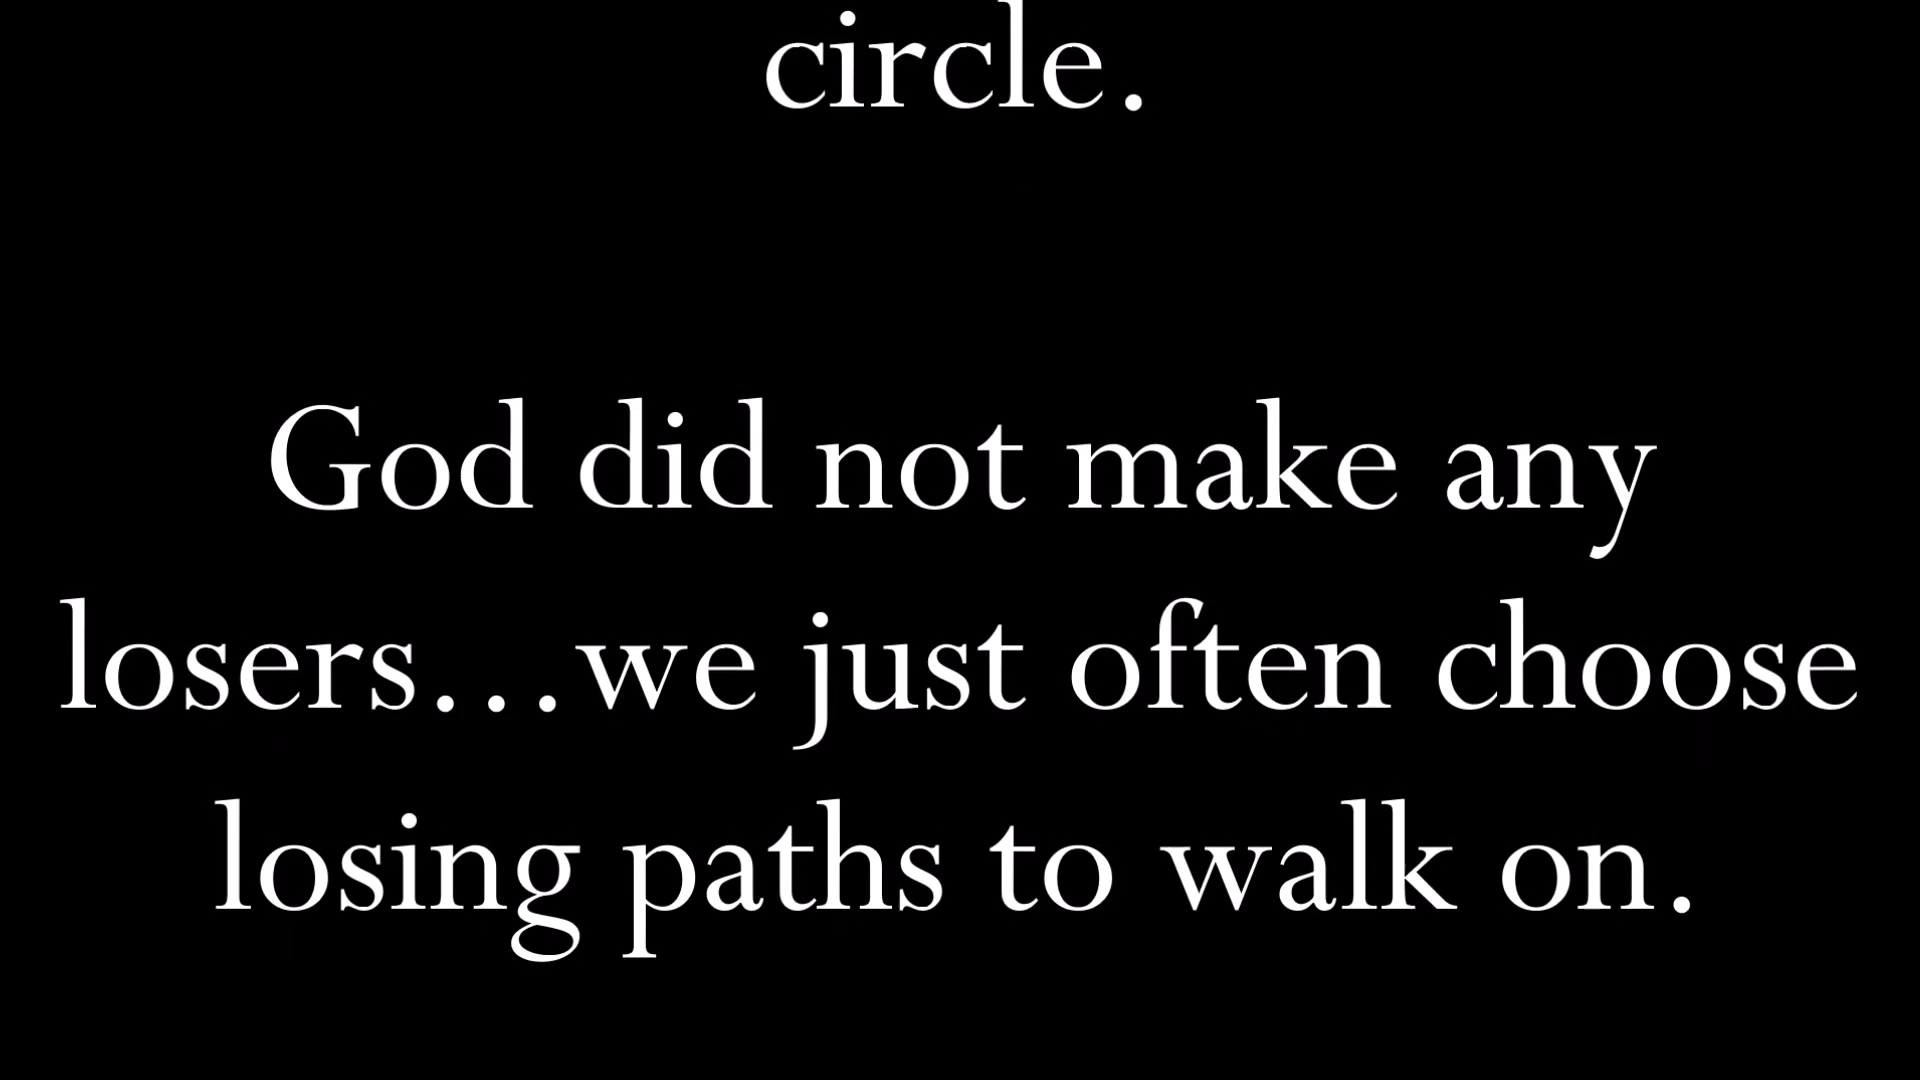 circle.
God did not make any
losers...we just often choose
losing paths to walk on.